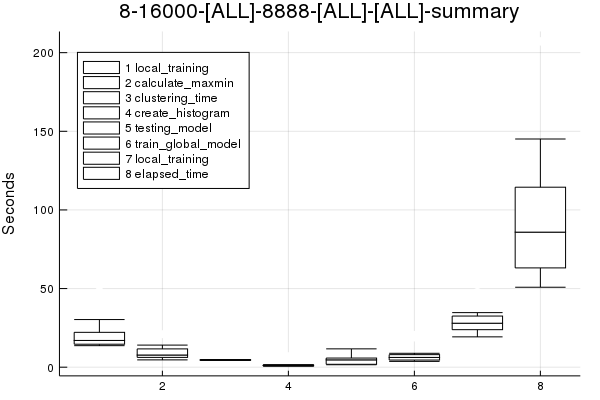 8-16000-[ALL]-8888-[ALL]-[ALL]-summary
200
150
100
50
0
Seconds
1 local_training
2 calculate_maxmin
3 clustering_time
4 create_histogram
5 testing_model
6 train_global_model
7 local_training
8 elapsed_time
2
4
6
8